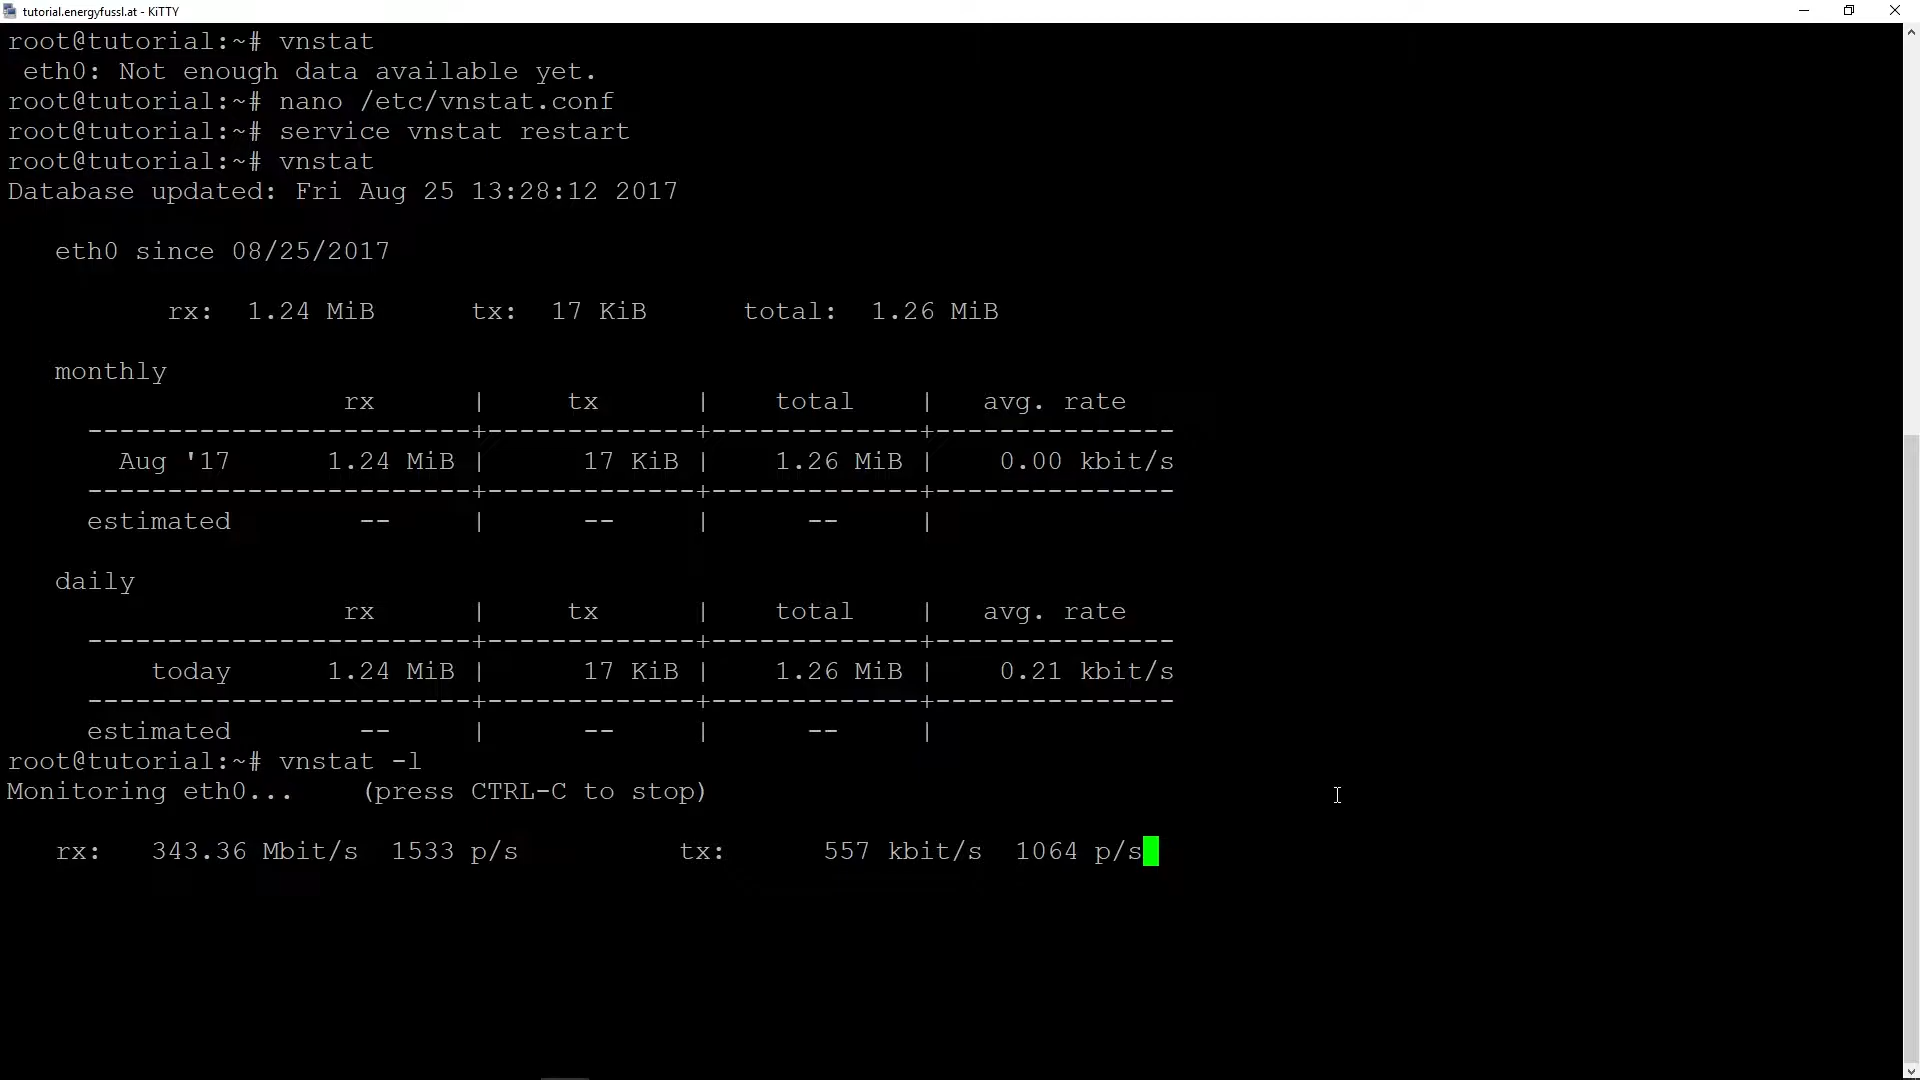 tutorial.energyfussl.at - KiTTY
root@tutorial:~# vnstat
 eth0: Not enough data available yet.
root@tutorial:~# nano /etc/vnstat.conf
root@tutorial:~# service vnstat restart
root@tutorial:~# vnstat
Database updated: Fri Aug 25 13:28:12 2017
   eth0 since 08/25/2017
          rx:  1.24 MiB      tx:  17 KiB      total:  1.26 MiB
   monthly
                     rx      |     tx      |    total    |   avg. rate
     ------------------------+-------------+-------------+---------------
       Aug '17      1.24 MiB |      17 KiB |    1.26 MiB |    0.00 kbit/s
     ------------------------+-------------+-------------+---------------
     estimated        --     |      --     |      --     |
   daily
                     rx      |     tx      |    total    |   avg. rate
     ------------------------+-------------+-------------+---------------
         today      1.24 MiB |      17 KiB |    1.26 MiB |    0.21 kbit/s
     ------------------------+-------------+-------------+---------------
     estimated        --     |      --     |      --     |
root@tutorial:~# vnstat -l
Monitoring eth0...    (press CTRL-C to stop)
   rx:   343.36 Mbit/s  1533 p/s          tx:      557 kbit/s  1064 p/s